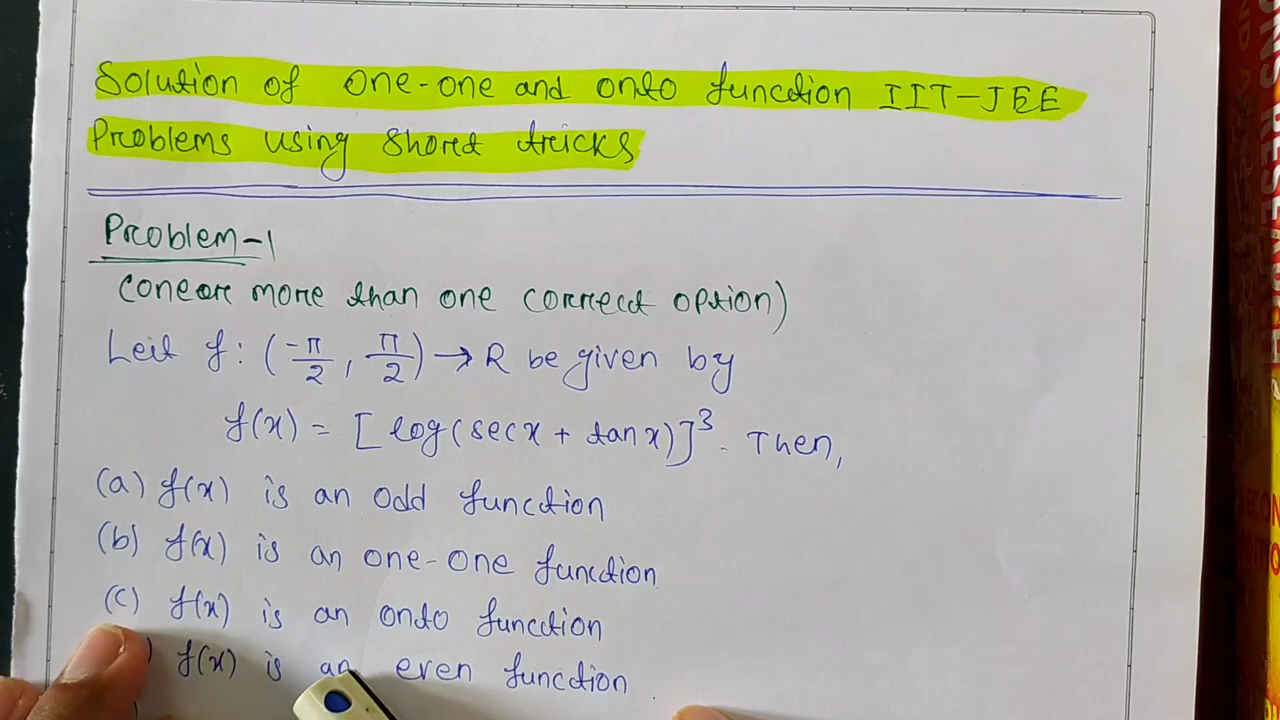 Solution of one-one and onto function IIT-JEE
Problems using short tricks
Problem-1
(one or more than one correct option)
Let f: (-π/2, π/2) → R be given by
f(x) = [log(secx + tanx)]³. Then,
(a) f(x) is an odd function
(b) f(x) is an one-one function
(c) f(x) is an onto function
) f(x) is an even function